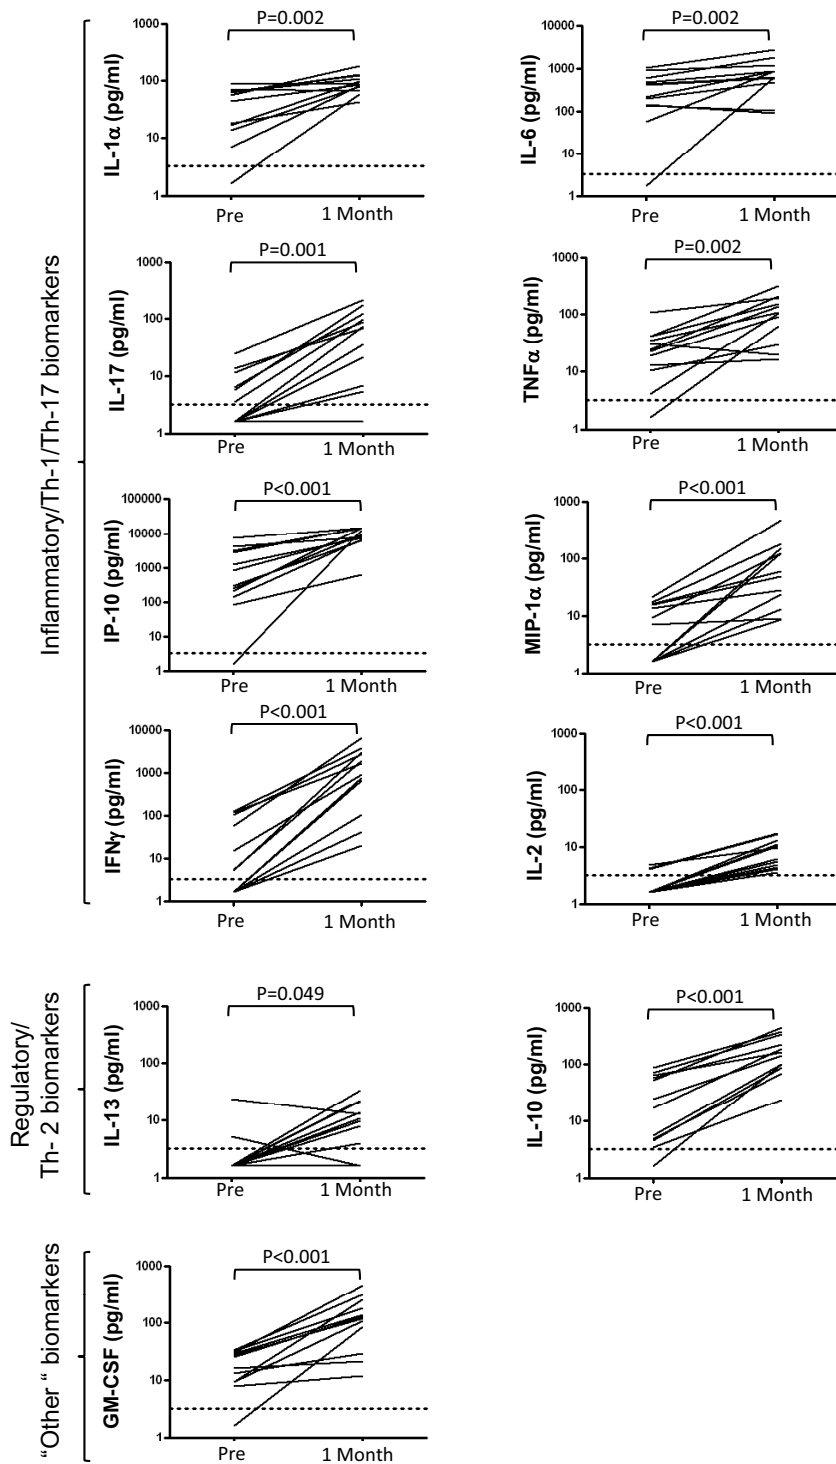 Inflammatory/Th-1/Th-17 biomarkers
P=0.002
IL-1α (pg/ml)
1000
100
10
1
Pre
1 Month
P=0.002
IL-6 (pg/ml)
10000
1000
100
10
1
Pre
1 Month
P=0.001
IL-17 (pg/ml)
1000
100
10
1
Pre
1 Month
P=0.002
TNFα (pg/ml)
1000
100
10
1
Pre
1 Month
P<0.001
IP-10 (pg/ml)
100000
10000
1000
100
10
1
Pre
1 Month
P<0.001
MIP-1α (pg/ml)
1000
100
10
1
Pre
1 Month
P<0.001
IFNγ (pg/ml)
10000
1000
100
10
1
Pre
1 Month
P<0.001
IL-2 (pg/ml)
1000
100
10
1
Pre
1 Month
Regulatory/
Th- 2 biomarkers
P=0.049
IL-13 (pg/ml)
1000
100
10
1
Pre
1 Month
P<0.001
IL-10 (pg/ml)
1000
100
10
1
Pre
1 Month
"Other “ biomarkers
P<0.001
GM-CSF (pg/ml)
1000
100
10
1
Pre
1 Month